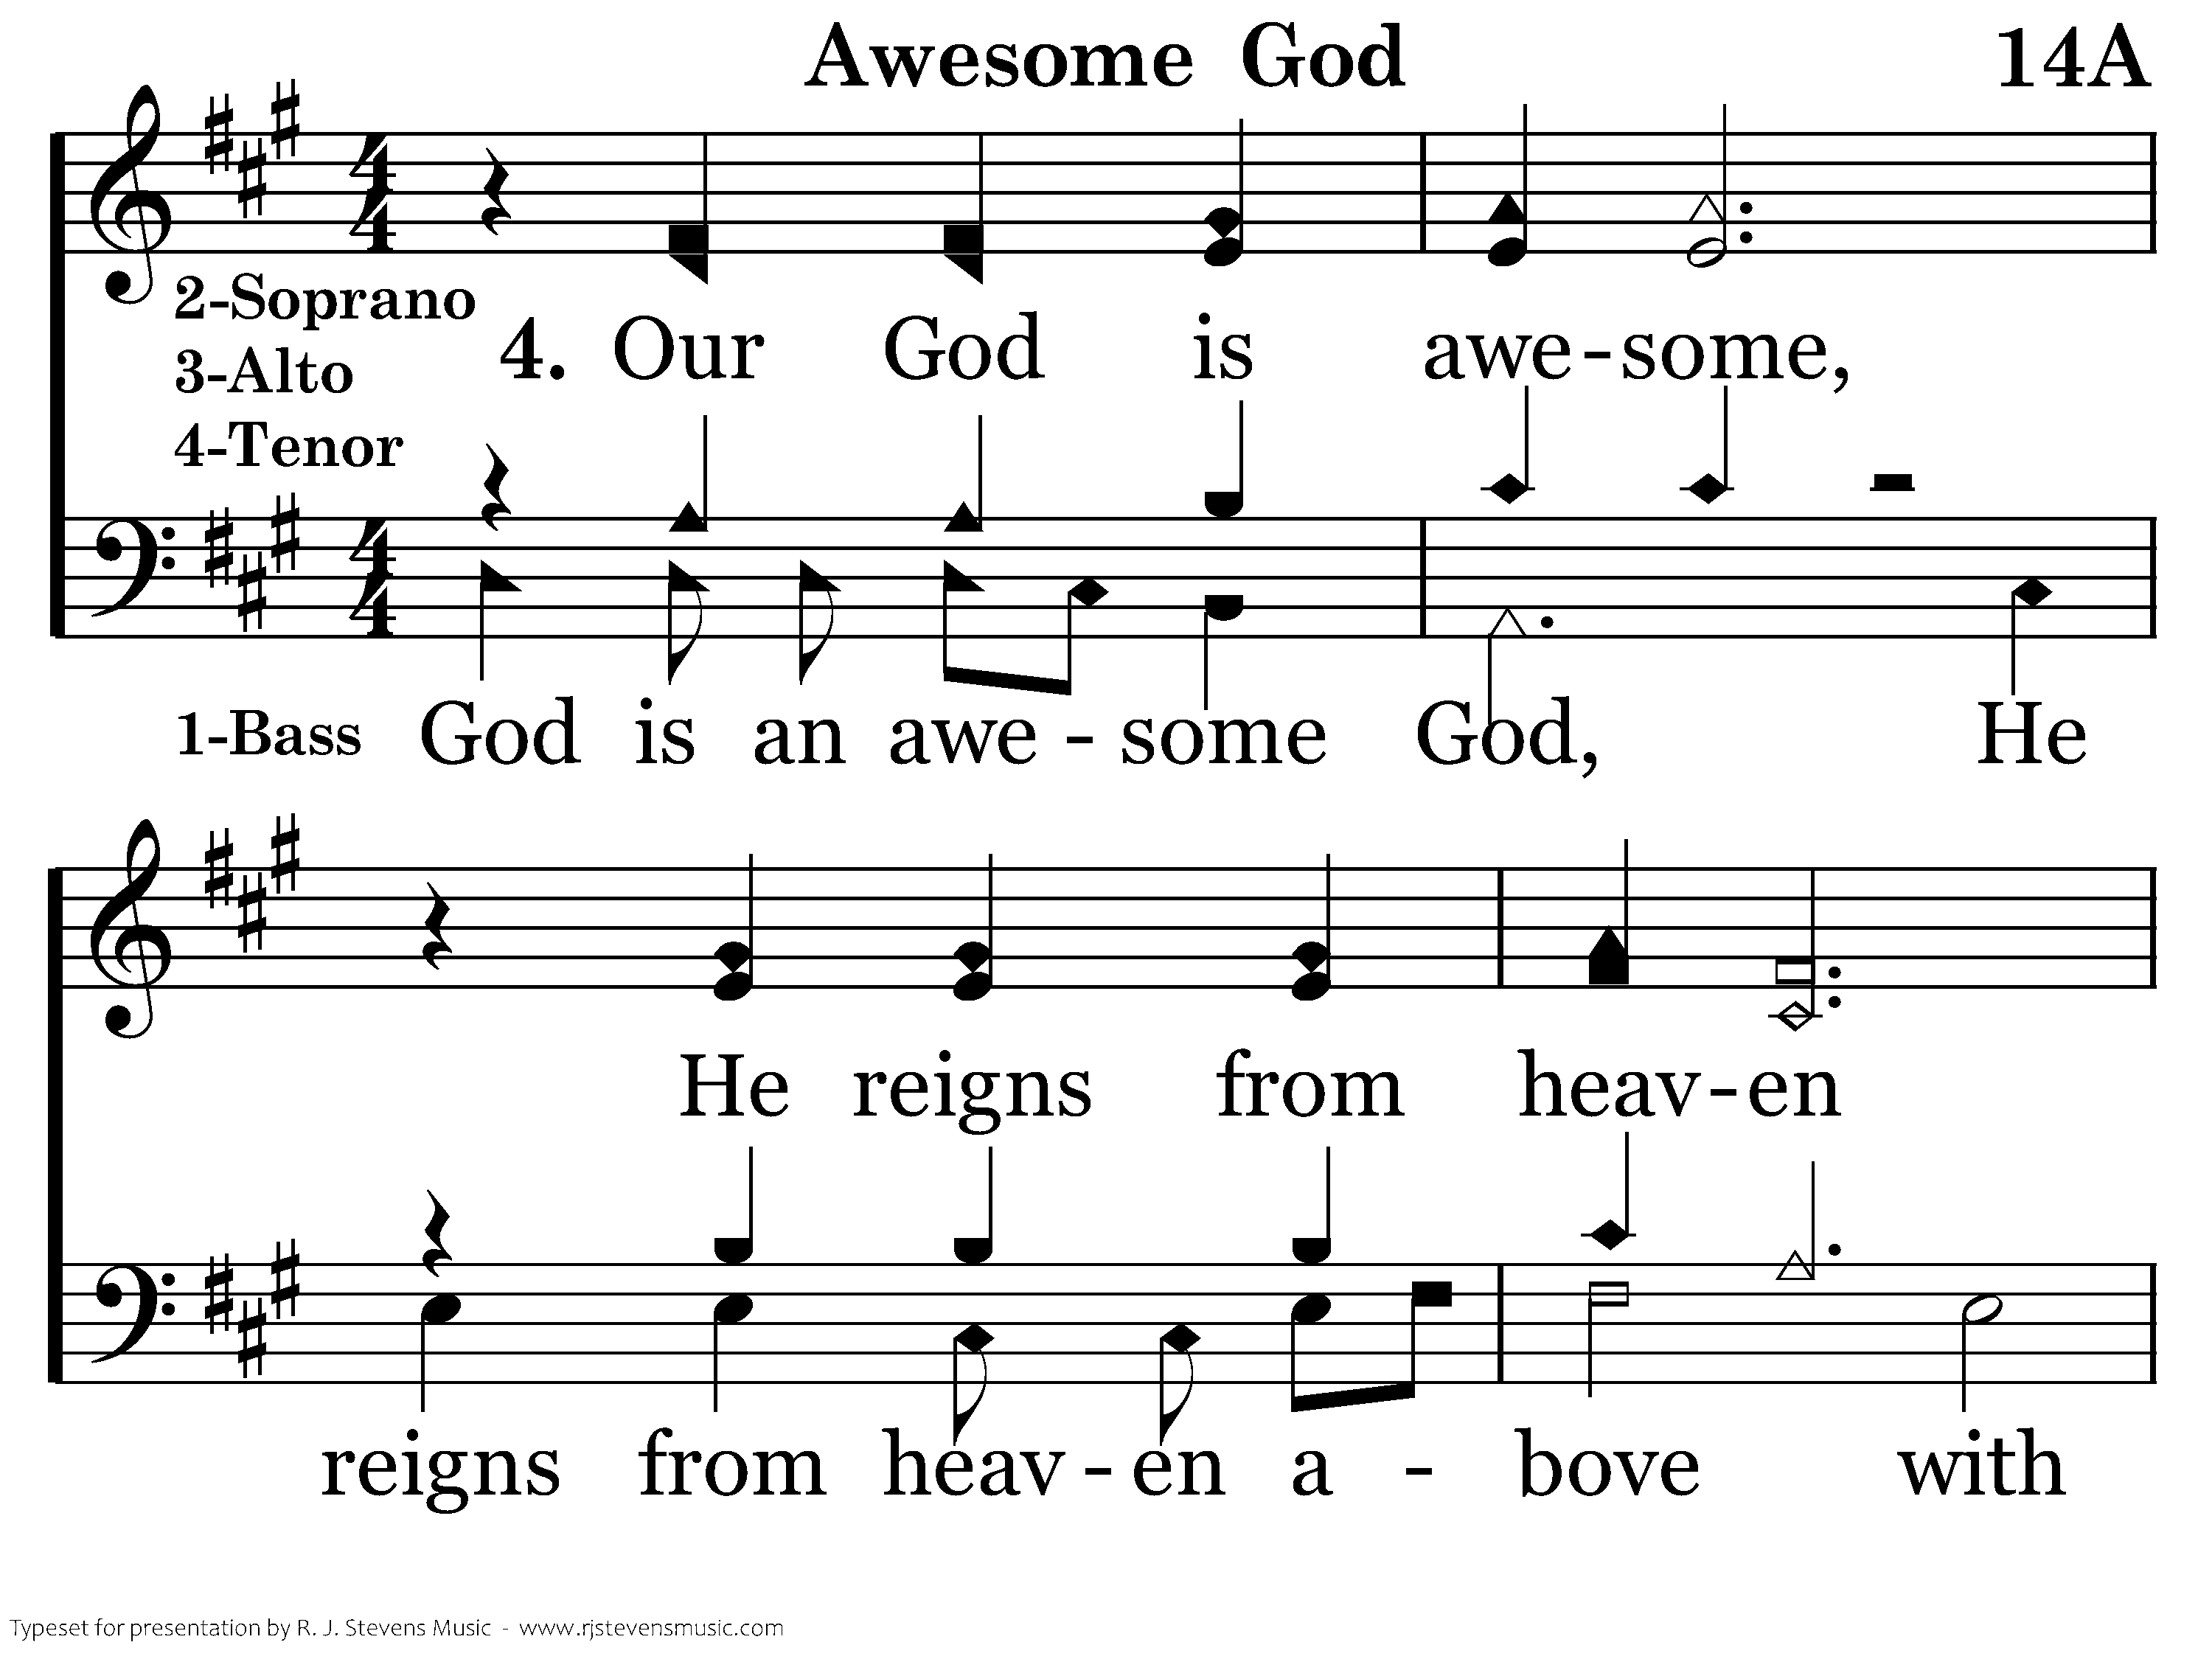 Awesome God 14A
2-Soprano
3-Alto
4-Tenor
4. Our God is awe-some,
1-Bass God is an awe - some God, He
He reigns from heav-en
reigns from heav-en a - bove with
Typeset for presentation by R. J. Stevens Music - www.rjstevensmusic.com